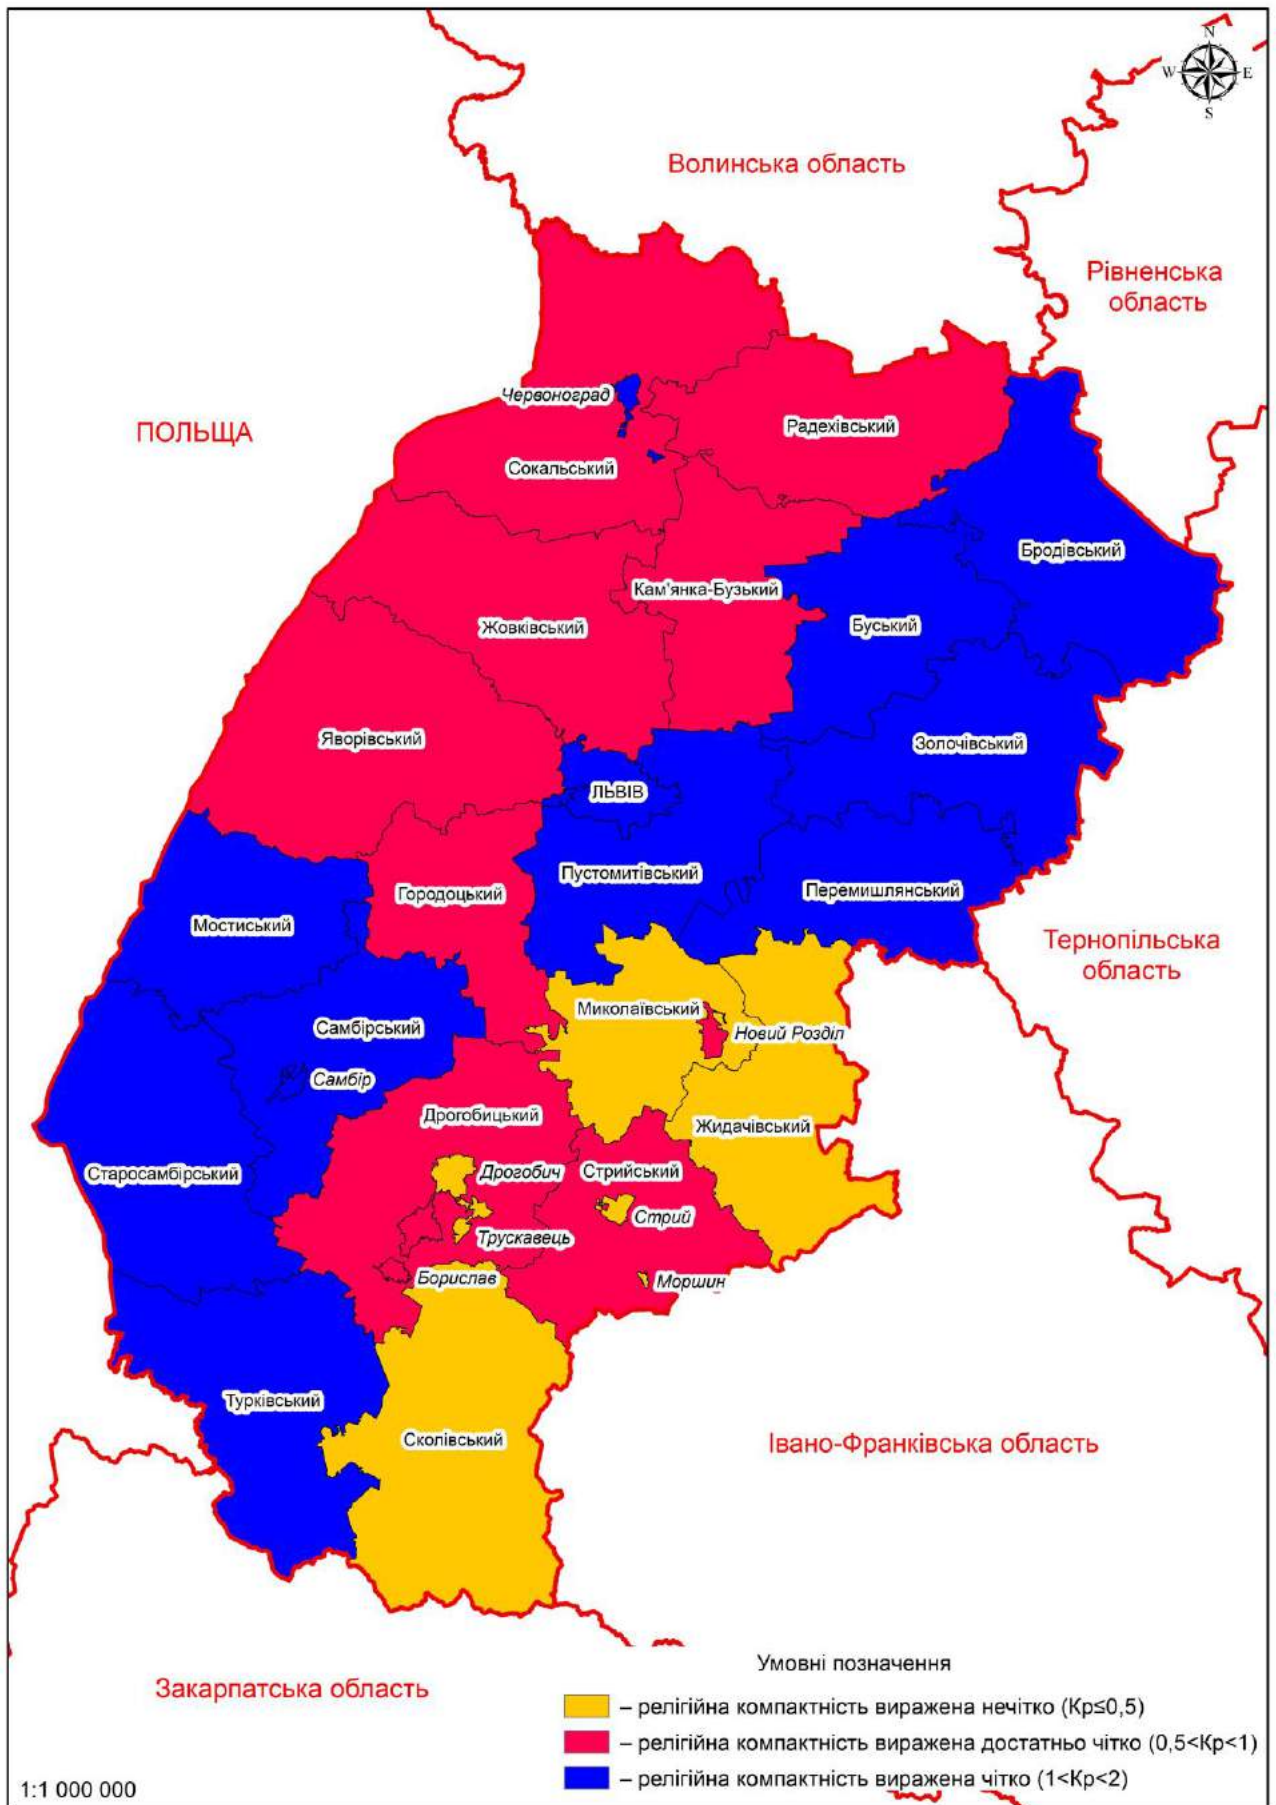 N
W
E
S
Волинська область
Рівненська
область
ПОЛЬЩА
Червоноград
Радехівський
Сокальський
Бродівський
Кам'янка-Бузький
Жовківський
Буський
Яворівський
Золочівський
ЛЬВІВ
Пустомитівський
Городоцький
Перемишлянський
Мостиський
Тернопільська
область
Миколаївський
Самбірський
Новий Розділ
Самбір
Дрогобицький
Жидачівський
Старосамбірський
Дрогобич
Стрийський
Стрий
Трускавець
Борислав
Моршин
Турківський
Сколівський
Івано-Франківська область
Закарпатська область
Умовні позначення
– релігійна компактність виражена нечітко (Кр≤0,5)
– релігійна компактність виражена достатньо чітко (0,5<Кр<1)
– релігійна компактність виражена чітко (1<Кр<2)
1:1 000 000